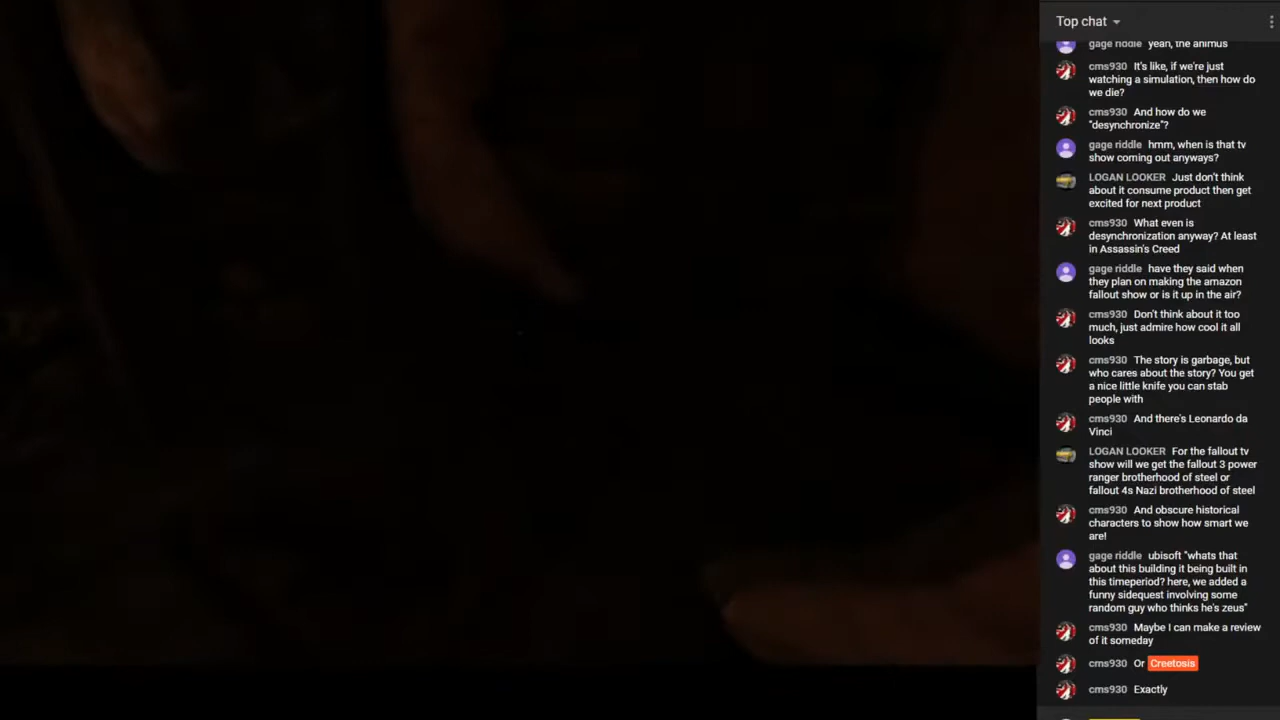 Top chat
gage riddle yeah, the animus
cms930 It's like, if we're just
watching a simulation, then how do
we die?
cms930 And how do we
"desynchronize"?
gage riddle hmm, when is that tv
show coming out anyways?
LOGAN LOOKER Just don't think
about it consume product then get
excited for next product
cms930 What even is
desynchronization anyway? At least
in Assassin's Creed
gage riddle have they said when
they plan on making the amazon
fallout show or is it up in the air?
cms930 Don't think about it too
much, just admire how cool it all
looks
cms930 The story is garbage, but
who cares about the story? You get
a nice little knife you can stab
people with
cms930 And there's Leonardo da
Vinci
LOGAN LOOKER For the fallout tv
show will we get the fallout 3 power
ranger brotherhood of steel or
fallout 4s Nazi brotherhood of steel
cms930 And obscure historical
characters to show how smart we
are!
gage riddle ubisoft "whats that
about this building it being built in
this timeperiod? here, we added a
funny sidequest involving some
random guy who thinks he's zeus"
cms930 Maybe I can make a review
of it someday
cms930 Or Creetosis
cms930 Exactly